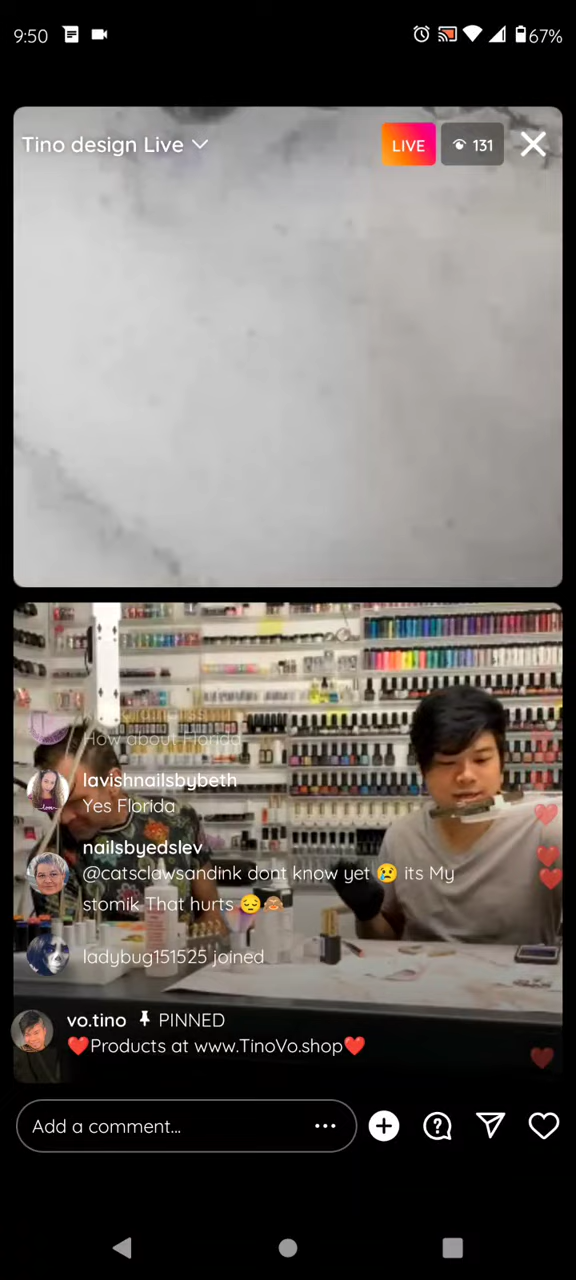 9:50
67%
Tino design Live
LIVE
131
How about Florida
lavishnailsbybeth
Yes Florida
nailsbyedslev
@catsclawsandink dont know yet 😢 its My
stomik That hurts 😔🙈
ladybug151525 joined
vo.tino PINNED
❤️Products at www.TinoVo.shop❤️
Add a comment...